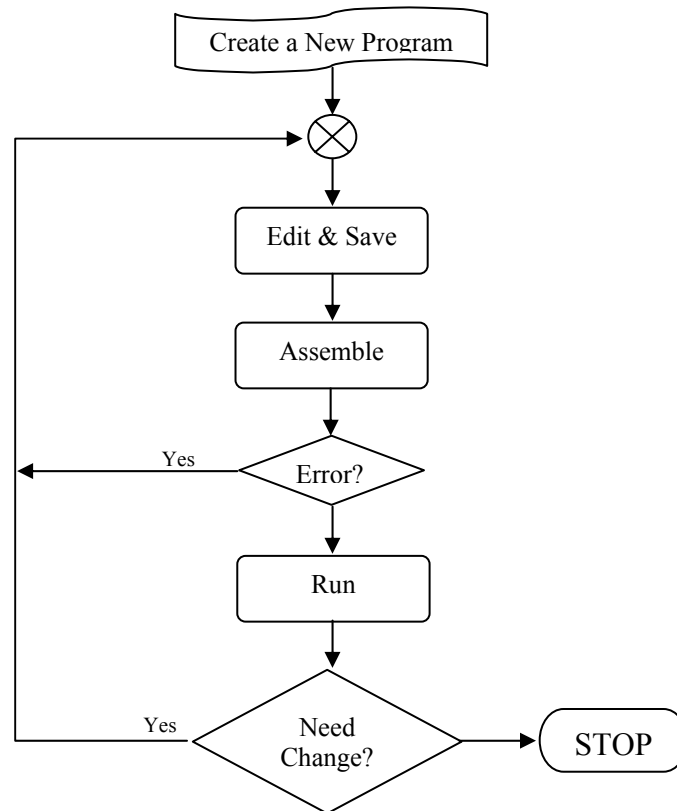 Create a New Program
Edit & Save
Assemble
Yes
Error?
Run
Yes
Need
Change?
STOP